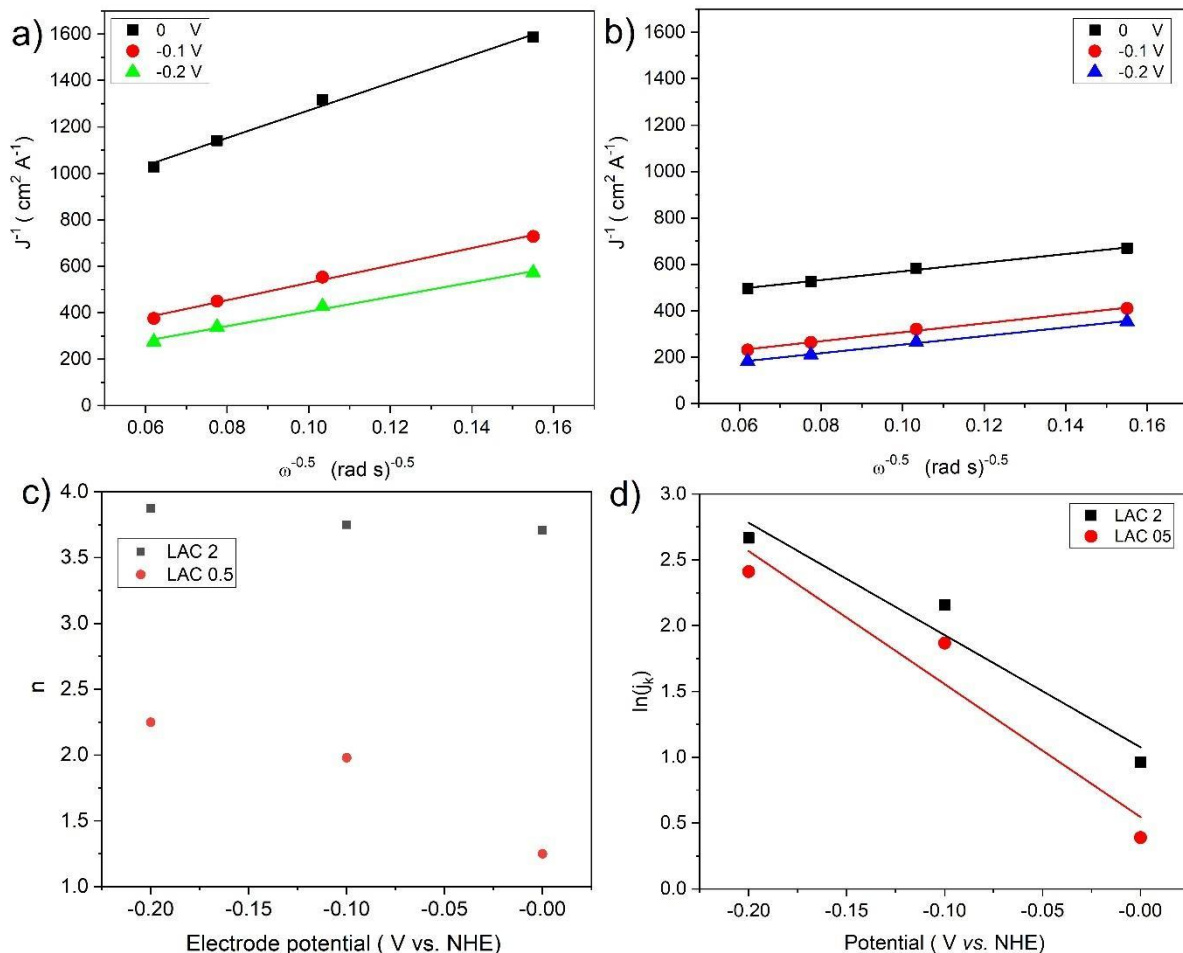 a)
0 V
-0.1 V
-0.2 V
1600
1400
1200
1000
800
600
400
200
0
J⁻¹ ( cm² A⁻¹)
0.06 0.08 0.10 0.12 0.14 0.16
ω⁻⁰·⁵ (rad s)⁻⁰·⁵
b)
0 V
-0.1 V
-0.2 V
1600
1400
1200
1000
800
600
400
200
0
J⁻¹ ( cm² A⁻¹)
0.06 0.08 0.10 0.12 0.14 0.16
ω⁻⁰·⁵ (rad s)⁻⁰·⁵
c)
LAC 2
LAC 0.5
4.0
3.5
3.0
2.5
2.0
1.5
1.0
n
-0.20 -0.15 -0.10 -0.05 -0.00
Electrode potential ( V vs. NHE)
d)
LAC 2
LAC 05
3.0
2.5
2.0
1.5
1.0
0.5
0.0
ln(jₖ)
-0.20 -0.15 -0.10 -0.05 -0.00
Potential ( V vs. NHE)